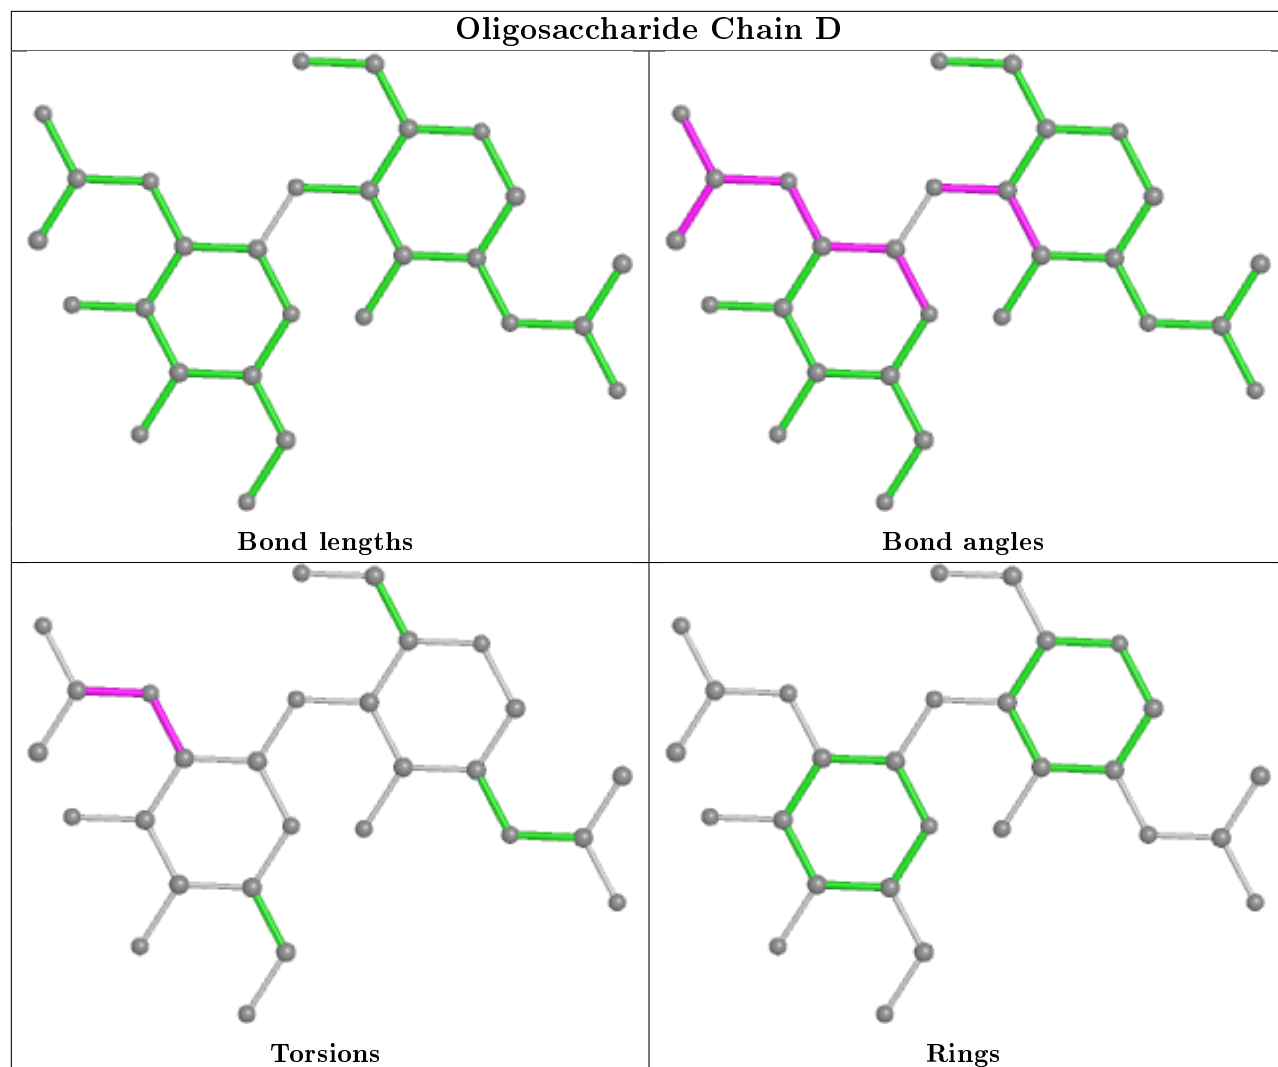 Oligosaccharide Chain D
Bond lengths
Bond angles
Torsions
Rings